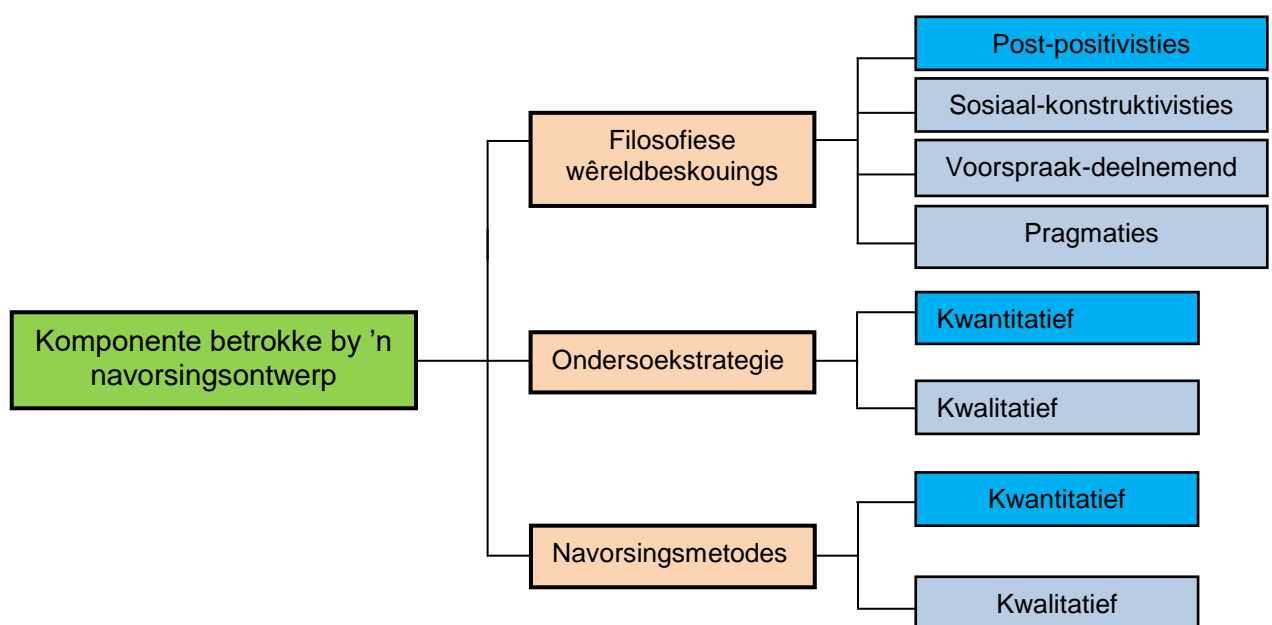 Post-positivisties
Sosiaal-konstruktivisties
Filosofiese
wêreldbeskouings
Voorspraak-deelnemend
Pragmaties
Komponente betrokke by ’n
navorsingsontwerp
Ondersoekstrategie
Kwantitatief
Kwalitatief
Navorsingsmetodes
Kwantitatief
Kwalitatief